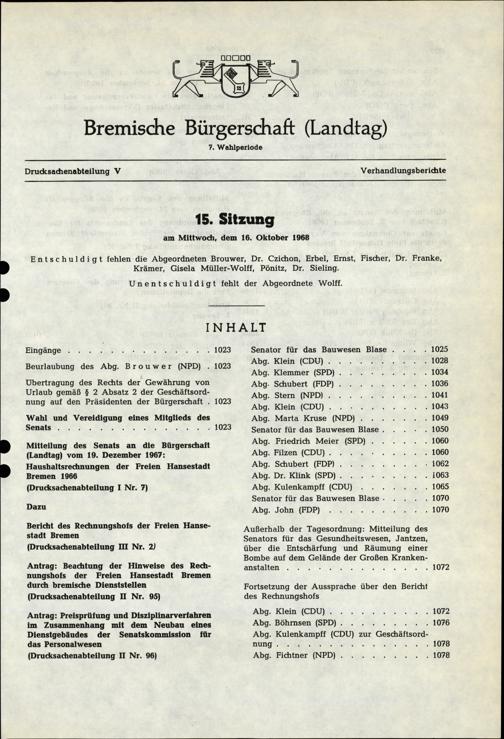 Bremische Bürgerschaft (Landtag)
7. Wahlperiode
Drucksachenabteilung V
Verhandlungsberichte
15. Sitzung
am Mittwoch, dem 16. Oktober 1968
Entschuldigt fehlen die Abgeordneten Brouwer, Dr. Czichon, Erbel, Ernst, Fischer, Dr. Franke,
Krämer, Gisela Müller-Wolff, Pönitz, Dr. Sieling.
Unentschuldigt fehlt der Abgeordnete Wolff.
INHALT
Eingänge . . . . . . . . . . . . . . 1023
Beurlaubung des Abg. Brouwer (NPD) . 1023
Übertragung des Rechts der Gewährung von
Urlaub gemäß § 2 Absatz 2 der Geschäftsord-
nung auf den Präsidenten der Bürgerschaft . 1023
Wahl und Vereidigung eines Mitglieds des
Senats . . . . . . . . . . . . . . . 1023
Mitteilung des Senats an die Bürgerschaft
(Landtag) vom 19. Dezember 1967:
Haushaltsrechnungen der Freien Hansestadt
Bremen 1966
(Drucksachenabteilung I Nr. 7)
Dazu
Bericht des Rechnungshofs der Freien Hanse-
stadt Bremen
(Drucksachenabteilung III Nr. 2)
Antrag: Beachtung der Hinweise des Rech-
nungshofs der Freien Hansestadt Bremen
durch bremische Dienststellen
(Drucksachenabteilung II Nr. 95)
Antrag: Preisprüfung und Disziplinarverfahren
im Zusammenhang mit dem Neubau eines
Dienstgebäudes der Senatskommission für
das Personalwesen
(Drucksachenabteilung II Nr. 96)
Senator für das Bauwesen Blase . . . . 1025
Abg. Klein (CDU) . . . . . . . . . . 1028
Abg. Klemmer (SPD) . . . . . . . . . 1034
Abg. Schubert (FDP) . . . . . . . . . 1036
Abg. Stern (NPD) . . . . . . . . . . 1041
Abg. Klein (CDU) . . . . . . . . . . 1043
Abg. Marta Kruse (NPD) . . . . . . . 1049
Senator für das Bauwesen Blase . . . . . 1050
Abg. Friedrich Meier (SPD) . . . . . . 1060
Abg. Filzen (CDU) . . . . . . . . . . 1060
Abg. Schubert (FDP) . . . . . . . . . 1062
Abg. Dr. Klink (SPD) . . . . . . . . . 1063
Abg. Kulenkampff (CDU) . . . . . . . 1065
Senator für das Bauwesen Blase . . . . . 1070
Abg. John (FDP) . . . . . . . . . . 1070
Außerhalb der Tagesordnung: Mitteilung des
Senators für das Gesundheitswesen, Jantzen,
über die Entschärfung und Räumung einer
Bombe auf dem Gelände der Großen Kranken-
anstalten . . . . . . . . . . . . . . 1072
Fortsetzung der Aussprache über den Bericht
des Rechnungshofs
Abg. Klein (CDU) . . . . . . . . . . 1072
Abg. Böhrnsen (SPD) . . . . . . . . . 1076
Abg. Kulenkampff (CDU) zur Geschäftsord-
nung . . . . . . . . . . . . . . . 1078
Abg. Fichtner (NPD) . . . . . . . . . 1078